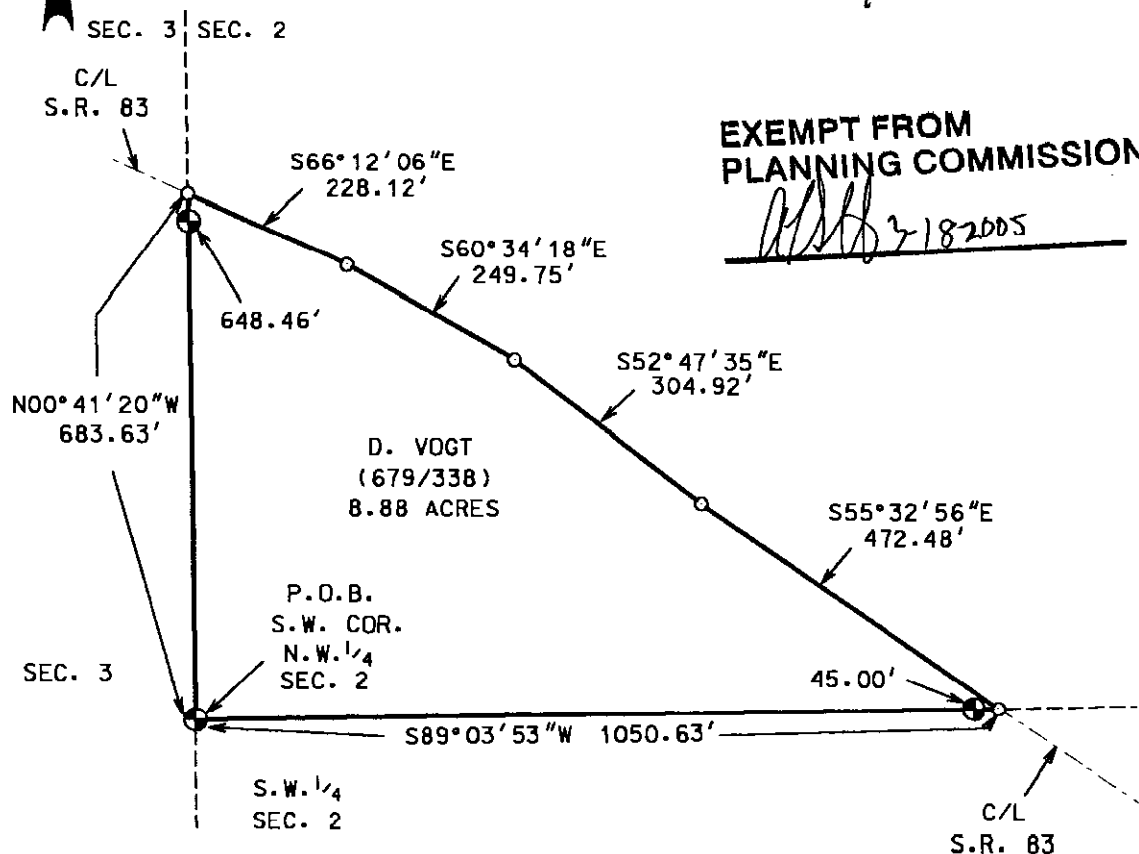 SEC. 3 SEC. 2
C/L
S.R. 83
EXEMPT FROM
PLANNING COMMISSION
3-18-2005
S66°12'06"E
228.12'
S60°34'18"E
249.75'
648.46'
S52°47'35"E
304.92'
N00°41'20"W
683.63'
D. VOGT
(679/338)
8.88 ACRES
S55°32'56"E
472.48'
P.O.B.
S.W. COR.
N.W.1/4
SEC. 2
SEC. 3
45.00'
S89°03'53"W 1050.63'
S.W.1/4
SEC. 2
C/L
S.R. 83